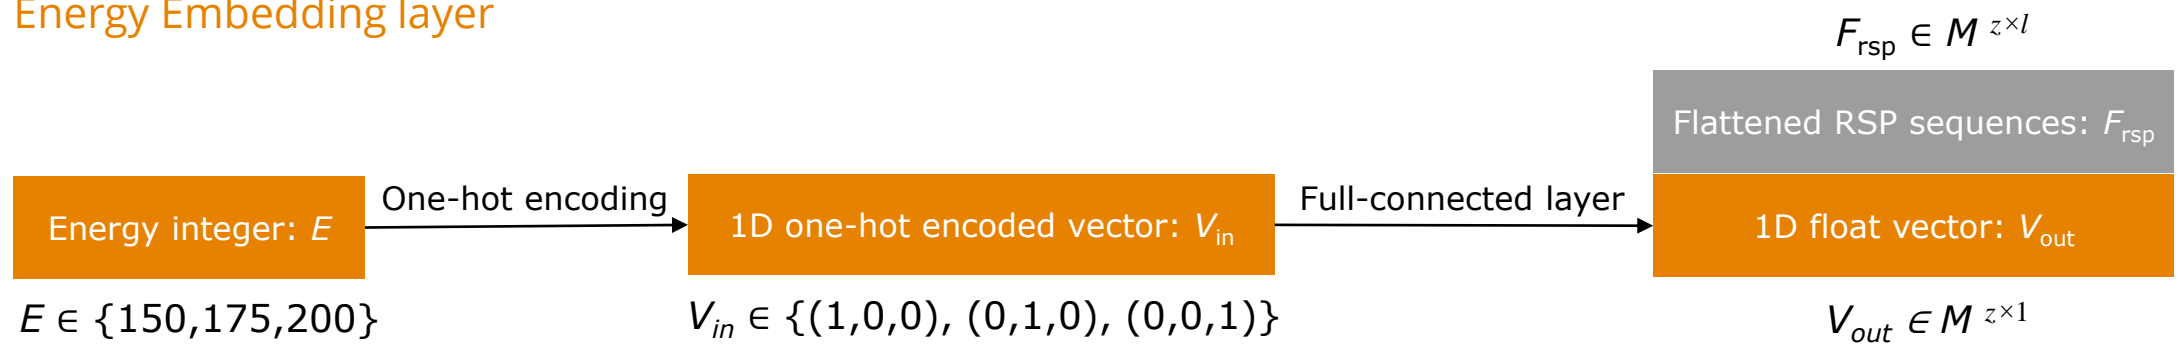 Energy Embedding layer
F_rsp ∈ M^{z×l}
Flattened RSP sequences: F_rsp
Energy integer: E
One-hot encoding
1D one-hot encoded vector: V_in
Full-connected layer
1D float vector: V_out
E ∈ {150,175,200}
V_in ∈ {(1,0,0), (0,1,0), (0,0,1)}
V_out ∈ M^{z×1}